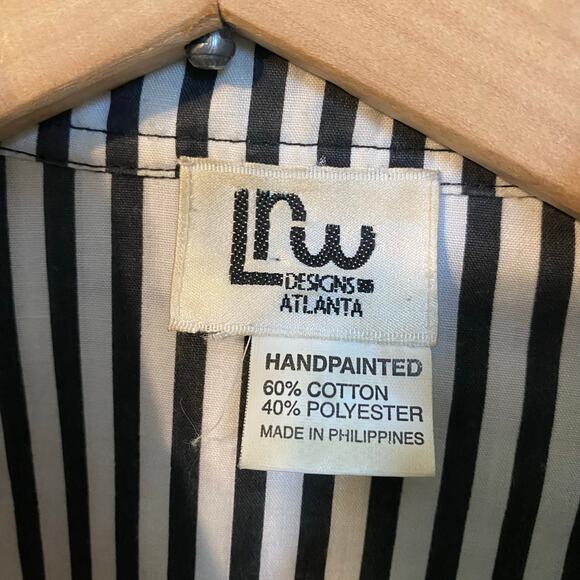 Lrw
DESIGNS
ATLANTA
HANDPAINTED
60% COTTON
40% POLYESTER
MADE IN PHILIPPINES